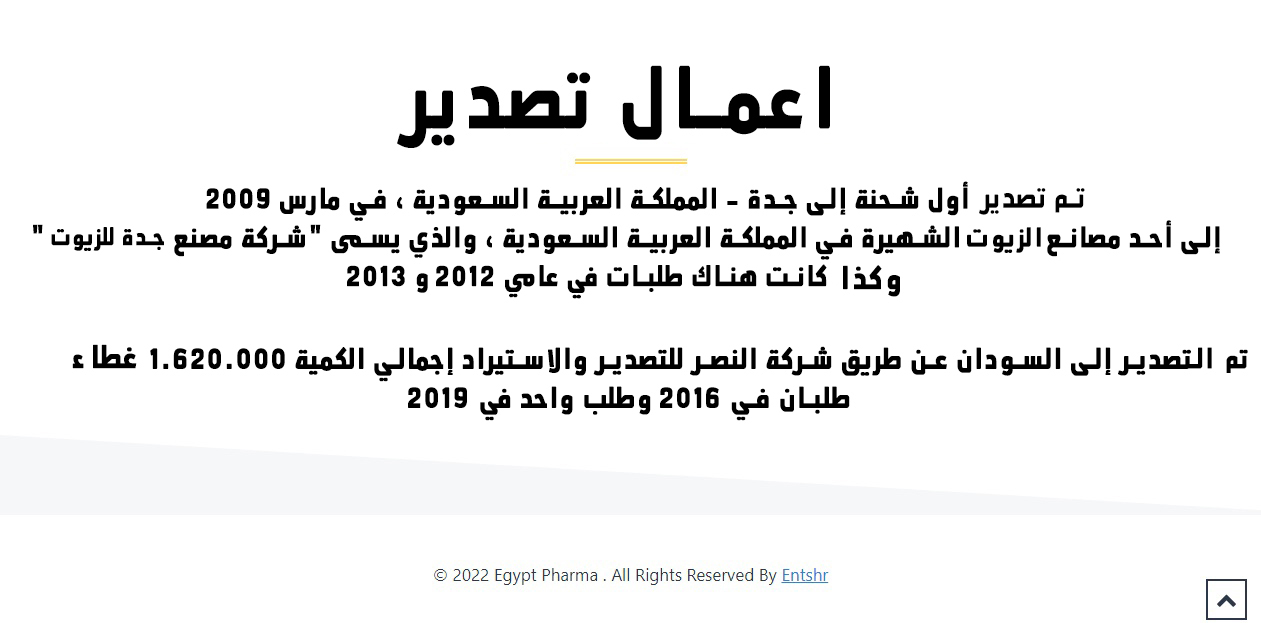 اعمال تصدير
تم تصدير أول شحنة إلى جدة - المملكة العربية السعودية ، في مارس 2009
إلى أحد مصانع الزيوت الشهيرة في المملكة العربية السعودية ، والذي يسمى "شركة مصنع جدة للزيوت "
وكذا كانت هناك طلبات في عامي 2012 و 2013
تم التصدير إلى السودان عن طريق شركة النصر للتصدير والاستيراد إجمالي الكمية 1.620.000 غطاء
طلبان في 2016 وطلب واحد في 2019
© 2022 Egypt Pharma . All Rights Reserved By Entshr